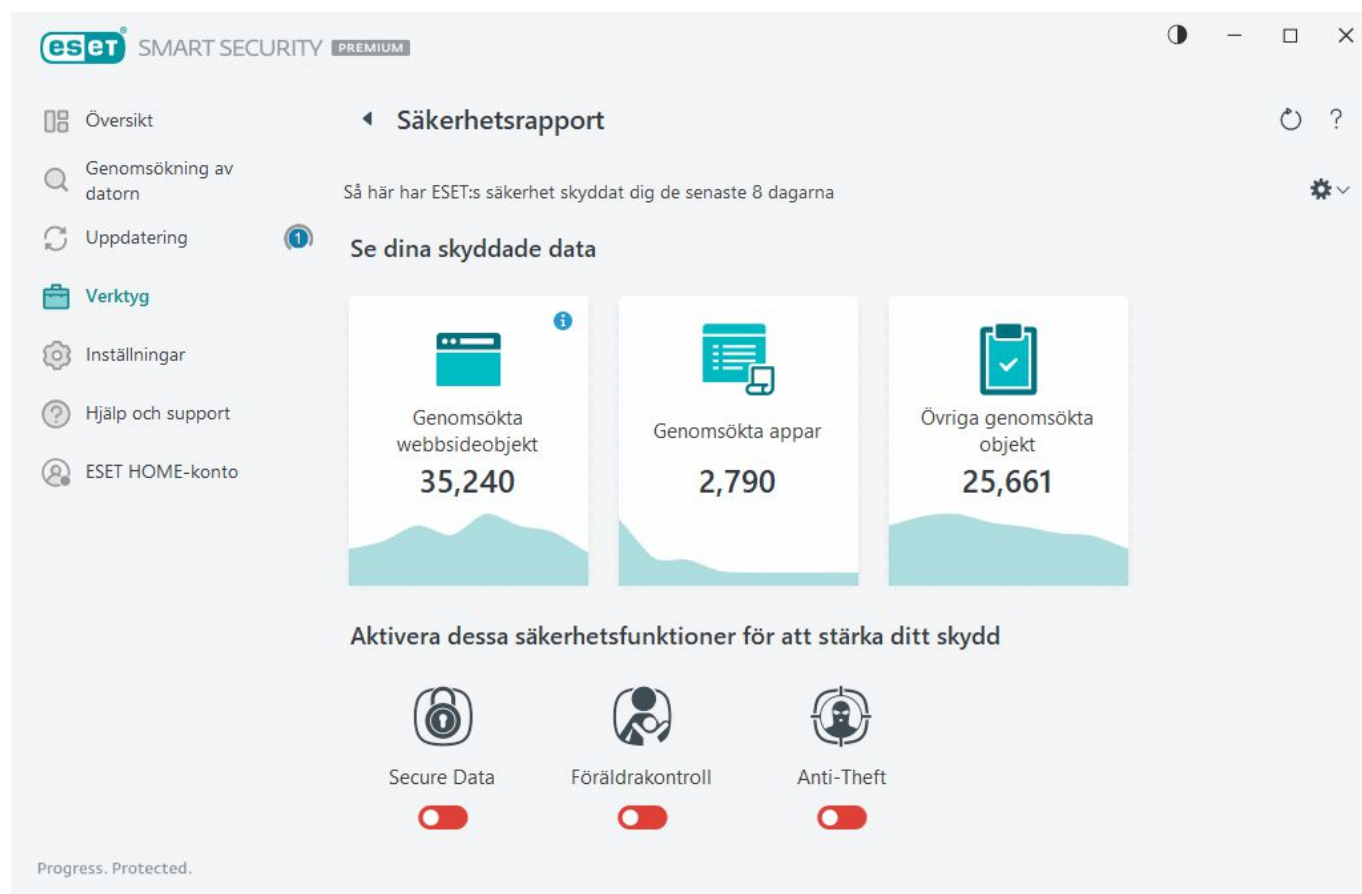 eset® SMART SECURITY PREMIUM
Översikt
Genomsökning av
datorn
Uppdatering 1
Verktyg
Inställningar
Hjälp och support
ESET HOME-konto
Säkerhetsrapport
?
Så här har ESET:s säkerhet skyddat dig de senaste 8 dagarna
Se dina skyddade data
Genomsökta
webbsideobjekt
35,240
Genomsökta appar
2,790
Övriga genomsökta
objekt
25,661
Aktivera dessa säkerhetsfunktioner för att stärka ditt skydd
Secure Data
Föräldrakontroll
Anti-Theft
Progress. Protected.